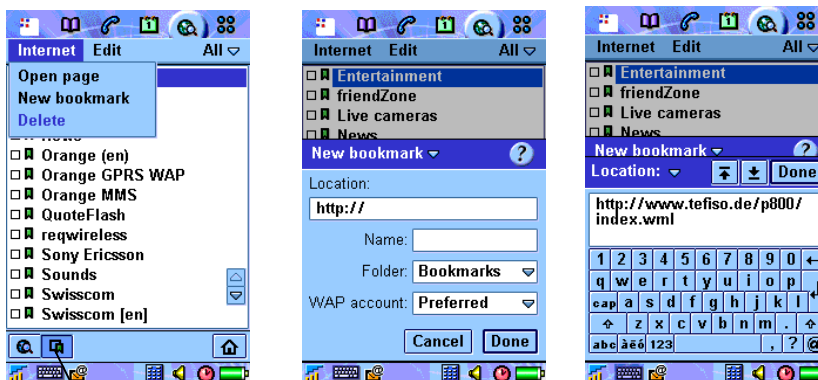 Internet Edit All
Open page
New bookmark
Delete
Orange (en)
Orange GPRS WAP
Orange MMS
QuoteFlash
reqwireless
Sony Ericsson
Sounds
Swisscom
Swisscom [en]
Internet Edit All
Entertainment
friendZone
Live cameras
News
New bookmark ?
Location:
http://
Name:
Folder: Bookmarks
WAP account: Preferred
Cancel Done
Internet Edit All
Entertainment
friendZone
Live cameras
News
New bookmark ?
Location: Done
http://www.tefiso.de/p800/
index.wml
1 2 3 4 5 6 7 8 9 0 ←
q w e r t y u i o p
cap a s d f g h j k l
z x c v b n m .
abc àëó 123 , ? @